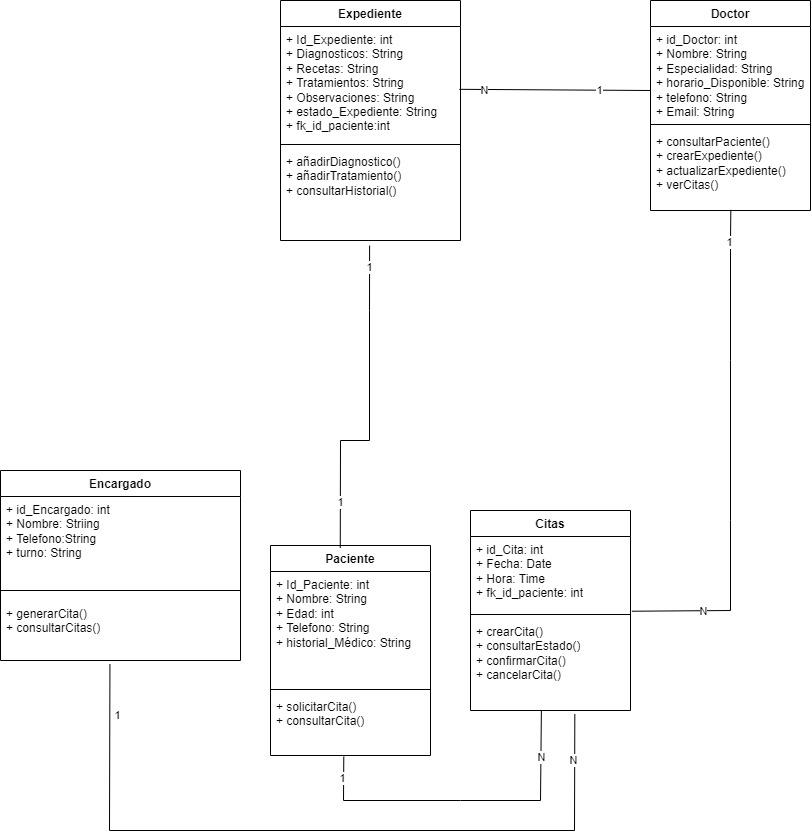 Expediente
+ Id_Expediente: int
+ Diagnosticos: String
+ Recetas: String
+ Tratamientos: String
+ Observaciones: String
+ estado_Expediente: String
+ fk_id_paciente:int
+ añadirDiagnostico()
+ añadirTratamiento()
+ consultarHistorial()
Doctor
+ id_Doctor: int
+ Nombre: String
+ Especialidad: String
+ horario_Disponible: String
+ telefono: String
+ Email: String
+ consultarPaciente()
+ crearExpediente()
+ actualizarExpediente()
+ verCitas()
N
1
1
1
1
N
Encargado
+ id_Encargado: int
+ Nombre: Striing
+ Telefono:String
+ turno: String
+ generarCita()
+ consultarCitas()
Paciente
+ Id_Paciente: int
+ Nombre: String
+ Edad: int
+ Telefono: String
+ historial_Médico: String
+ solicitarCita()
+ consultarCita()
Citas
+ id_Cita: int
+ Fecha: Date
+ Hora: Time
+ fk_id_paciente: int
+ crearCita()
+ consultarEstado()
+ confirmarCita()
+ cancelarCita()
1
1
N
N